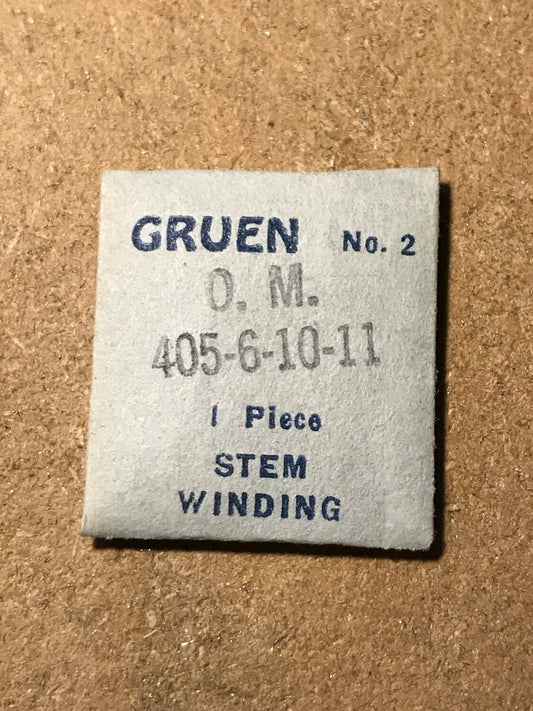 GRUEN No. 2
O. M.
405-6-10-11
1 Piece
STEM
WINDING